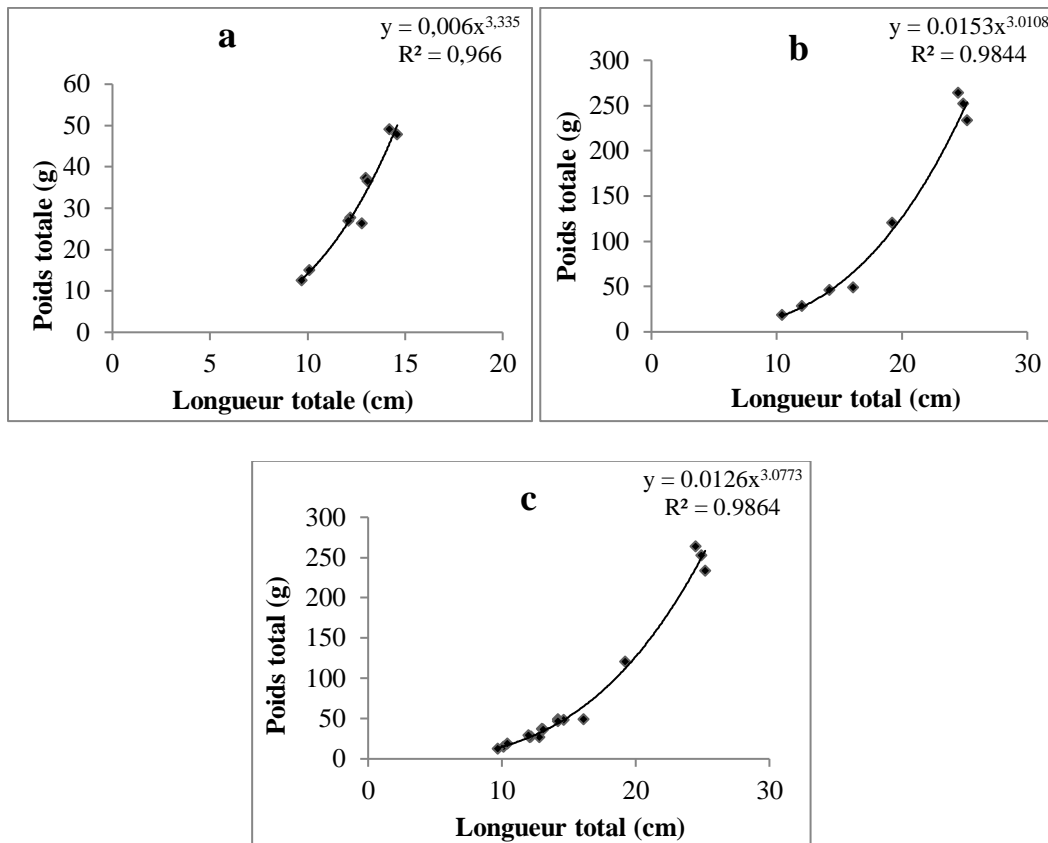 a
y = 0,006x^3,335
R² = 0,966
Poids totale (g)
60
50
40
30
20
10
0
0 5 10 15 20
Longueur totale (cm)
b
y = 0.0153x^3.0108
R² = 0.9844
Poids totale (g)
300
250
200
150
100
50
0
0 10 20 30
Longueur total (cm)
c
y = 0.0126x^3.0773
R² = 0.9864
Poids total (g)
300
250
200
150
100
50
0
0 10 20 30
Longueur total (cm)